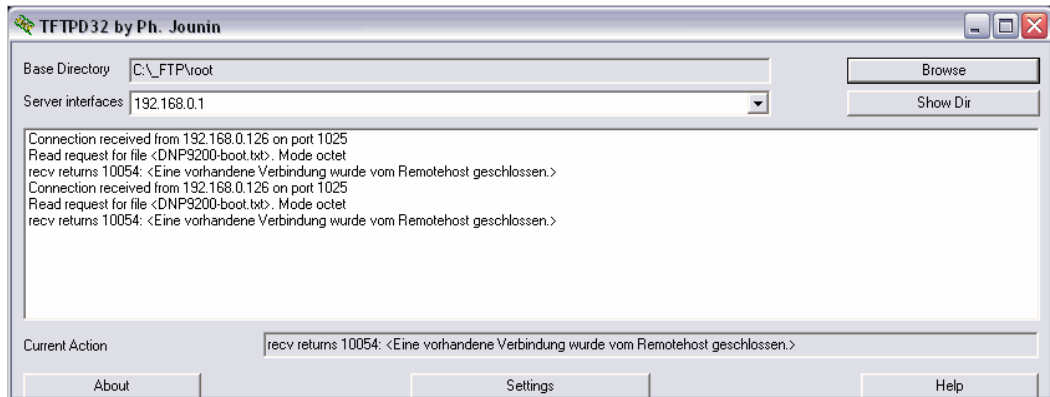 TFTPD32 by Ph. Jounin
Base Directory C:\_FTP\root Browse
Server interfaces 192.168.0.1 Show Dir
Connection received from 192.168.0.126 on port 1025
Read request for file <DNP9200-boot.txt>. Mode octet
recv returns 10054: <Eine vorhandene Verbindung wurde vom Remotehost geschlossen.>
Connection received from 192.168.0.126 on port 1025
Read request for file <DNP9200-boot.txt>. Mode octet
recv returns 10054: <Eine vorhandene Verbindung wurde vom Remotehost geschlossen.>
Current Action recv returns 10054: <Eine vorhandene Verbindung wurde vom Remotehost geschlossen.>
About Settings Help